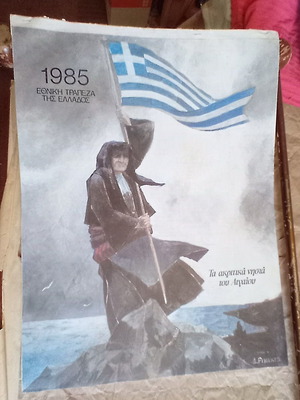 1985
ΕΘΝΙΚΗ ΤΡΑΠΕΖΑ
ΤΗΣ ΕΛΛΑΔΟΣ
Τα ακριτικά νησιά
του Αιγαίου